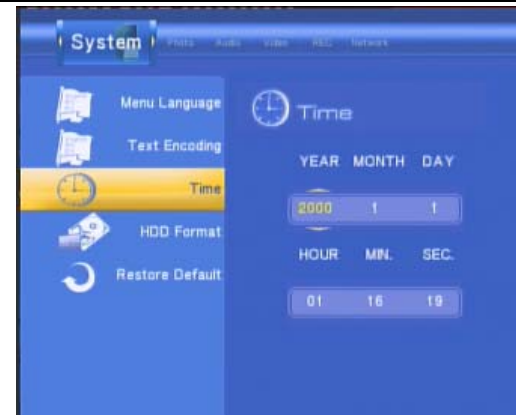 System Photo Audio Video REC Network
Menu Language
Text Encoding
Time
HDD Format
Restore Default
Time
YEAR MONTH DAY
2000 1 1
HOUR MIN. SEC.
01 16 19